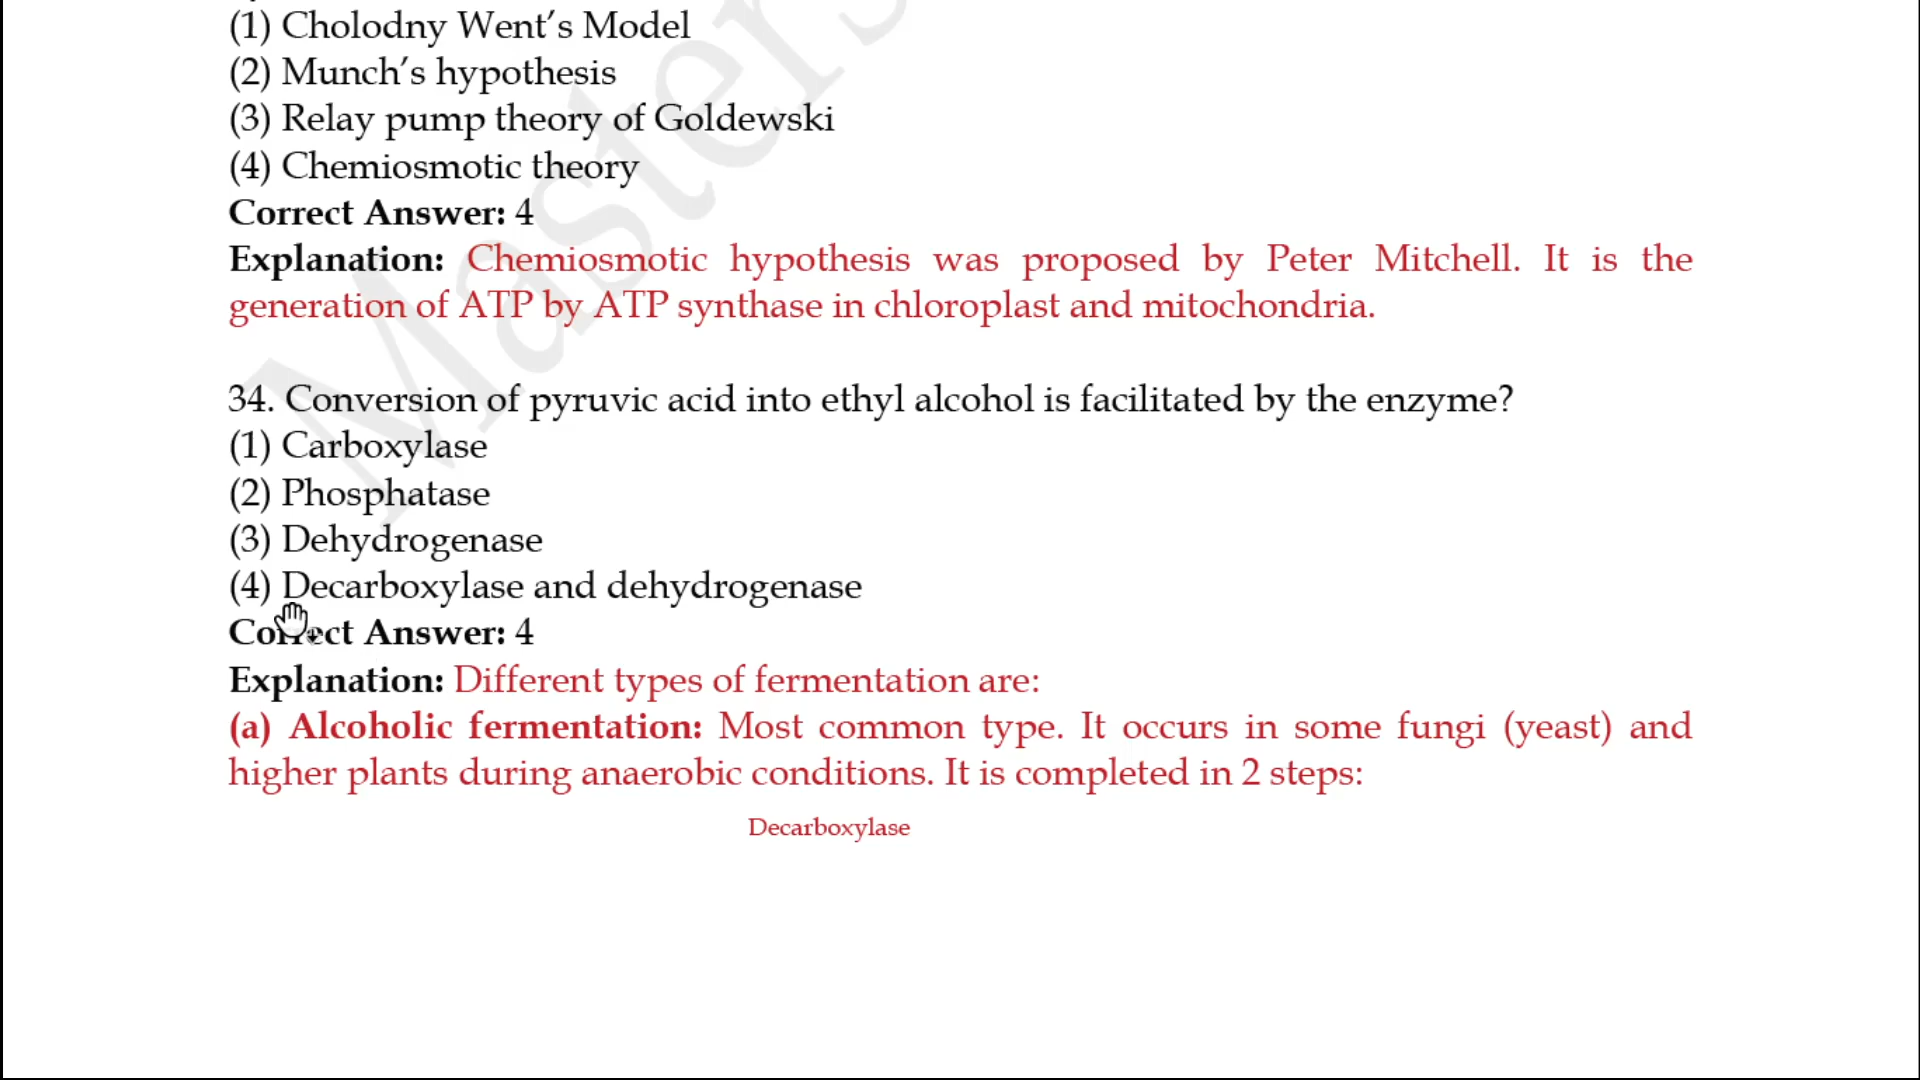 (1) Cholodny Went’s Model
(2) Munch’s hypothesis
(3) Relay pump theory of Goldewski
(4) Chemiosmotic theory
Correct Answer: 4
Explanation: Chemiosmotic hypothesis was proposed by Peter Mitchell. It is the
generation of ATP by ATP synthase in chloroplast and mitochondria.
34. Conversion of pyruvic acid into ethyl alcohol is facilitated by the enzyme?
(1) Carboxylase
(2) Phosphatase
(3) Dehydrogenase
(4) Decarboxylase and dehydrogenase
Correct Answer: 4
Explanation: Different types of fermentation are:
(a) Alcoholic fermentation: Most common type. It occurs in some fungi (yeast) and
higher plants during anaerobic conditions. It is completed in 2 steps:
Decarboxylase
Masters